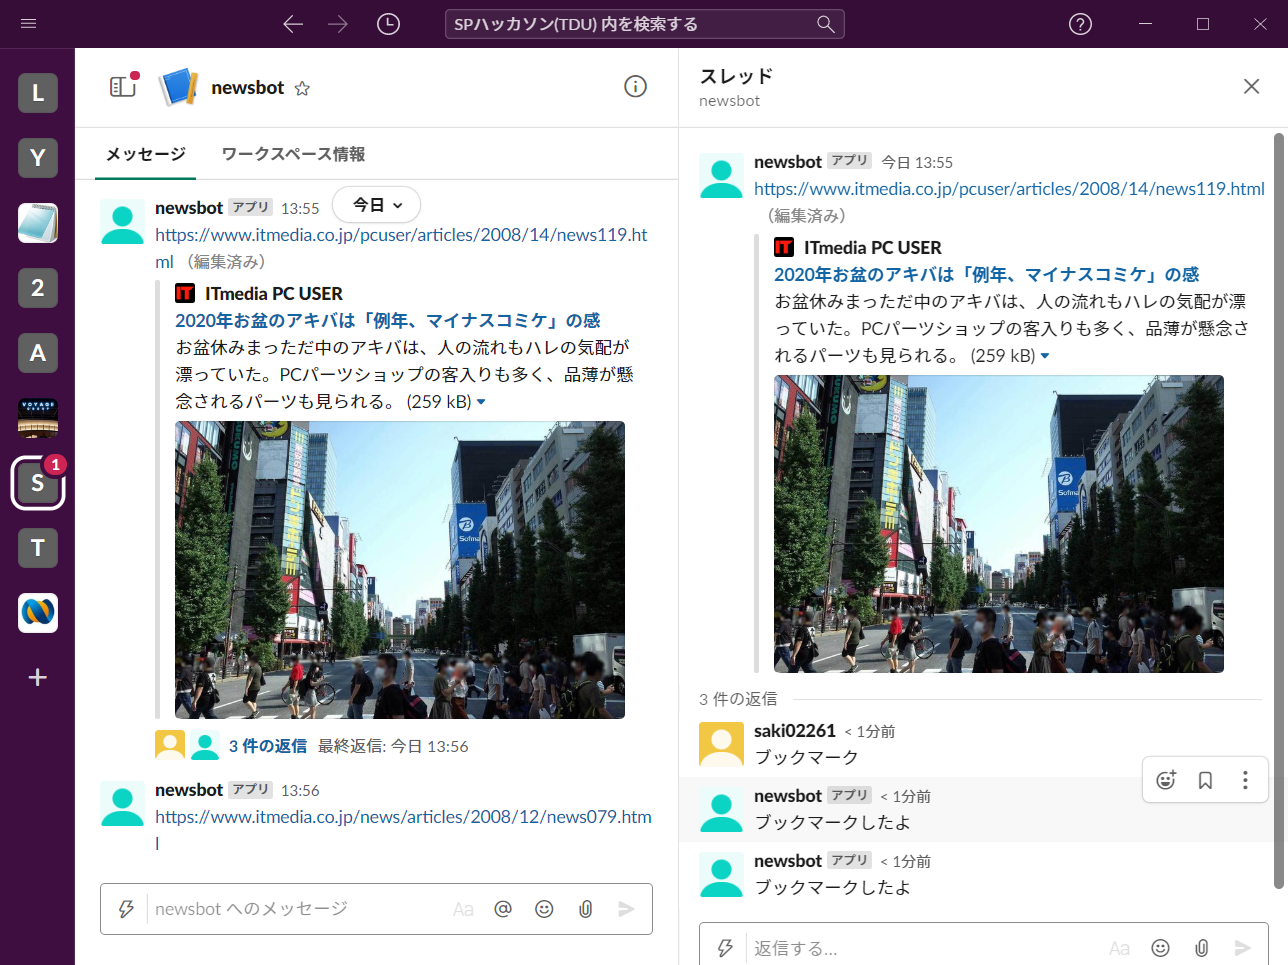 SPハッカソン(TDU) 内を検索する
L
Y
2
A
VOYAGE
S
1
T
newsbot
メッセージ
ワークスペース情報
今日
newsbot アプリ 13:55
https://www.itmedia.co.jp/pcuser/articles/2008/14/news119.ht
ml （編集済み）
IT ITmedia PC USER
2020年お盆のアキバは「例年、マイナスコミケ」の感
お盆休みまっただ中のアキバは、人の流れもハレの気配が
漂っていた。PCパーツショップの客入りも多く、品薄が懸
念されるパーツも見られる。 (259 kB)
Sofma
3 件の返信 最終返信: 今日 13:56
newsbot アプリ 13:56
https://www.itmedia.co.jp/news/articles/2008/12/news079.htm
l
newsbot へのメッセージ
Aa
スレッド
newsbot
newsbot アプリ 今日 13:55
https://www.itmedia.co.jp/pcuser/articles/2008/14/news119.html
（編集済み）
IT ITmedia PC USER
2020年お盆のアキバは「例年、マイナスコミケ」の感
お盆休みまっただ中のアキバは、人の流れもハレの気配が漂
っていた。PCパーツショップの客入りも多く、品薄が懸念さ
れるパーツも見られる。 (259 kB)
Sofma
3 件の返信
saki02261 < 1分前
ブックマーク
newsbot アプリ < 1分前
ブックマークしたよ
newsbot アプリ < 1分前
ブックマークしたよ
返信する...
Aa